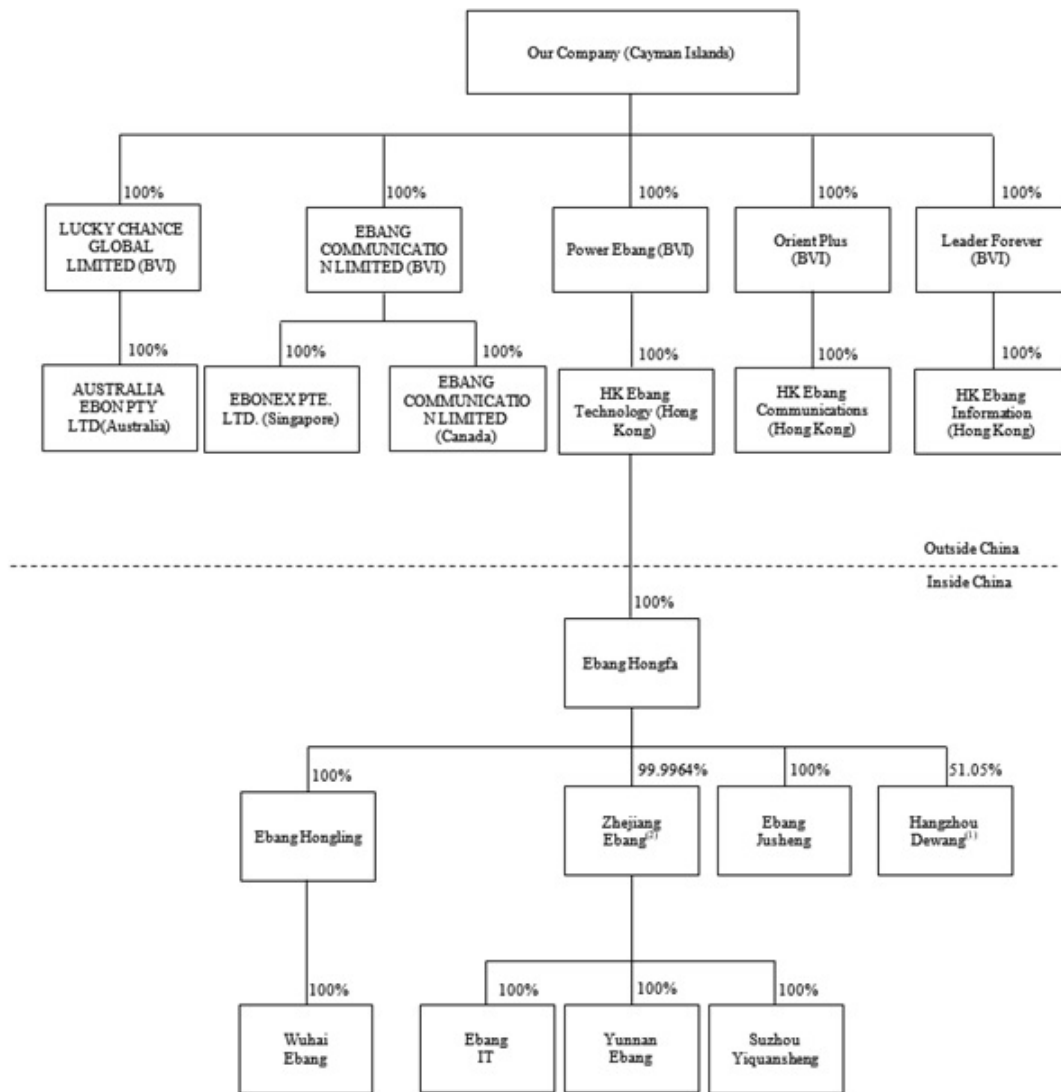 Our Company (Cayman Islands)
100%
100%
100%
100%
100%
LUCKY CHANCE
GLOBAL
LIMITED (BVI)
EBANG
COMMUNICATIO
N LIMITED (BVI)
Power Ebang (BVI)
Orient Plus
(BVI)
Leader Forever
(BVI)
100%
100%
100%
100%
100%
100%
AUSTRALIA
EBON PTY
LTD(Australia)
EBONEX PTE.
LTD. (Singapore)
EBANG
COMMUNICATIO
N LIMITED
(Canada)
HK Ebang
Technology (Hong
Kong)
HK Ebang
Communications
(Hong Kong)
HK Ebang
Information
(Hong Kong)
Outside China
Inside China
100%
Ebang Hongfa
100%
99.9964%
100%
51.05%
Ebang Hongling
Zhejiang
Ebang(2)
Ebang
Jusheng
Hangzhou
Dewang(1)
100%
100%
100%
100%
Wuhai
Ebang
Ebang
IT
Yunnan
Ebang
Suzhou
Yiquansheng